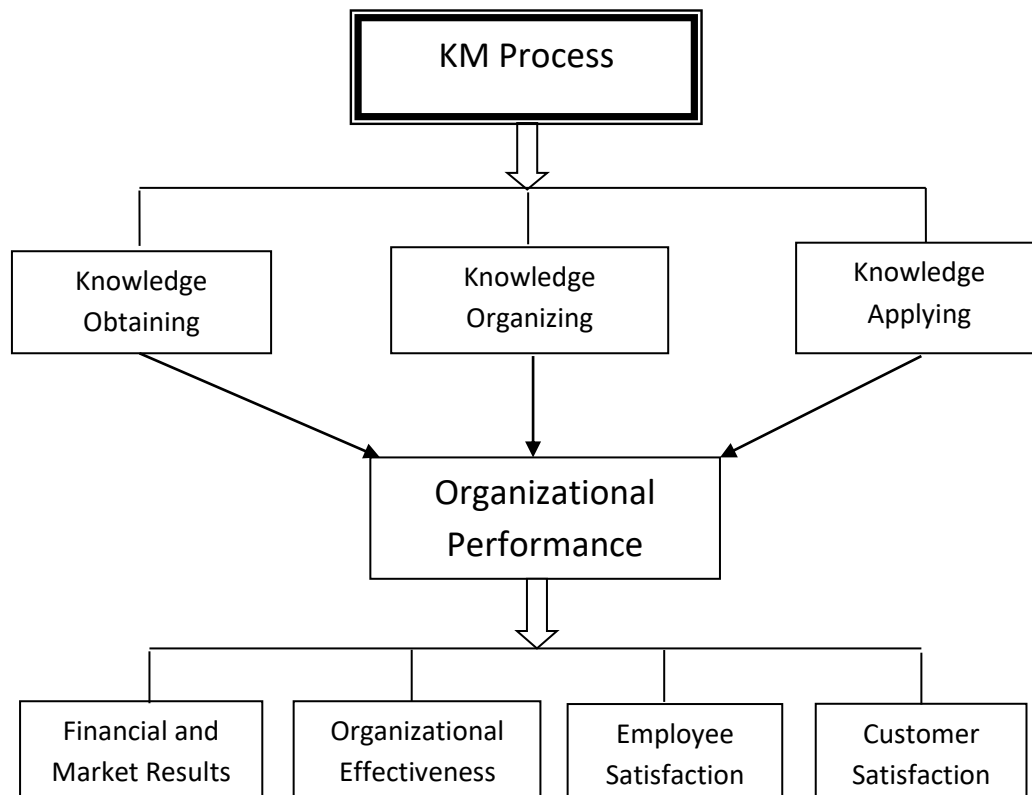 KM Process
Knowledge
Obtaining
Knowledge
Organizing
Knowledge
Applying
Organizational
Performance
Financial and
Market Results
Organizational
Effectiveness
Employee
Satisfaction
Customer
Satisfaction